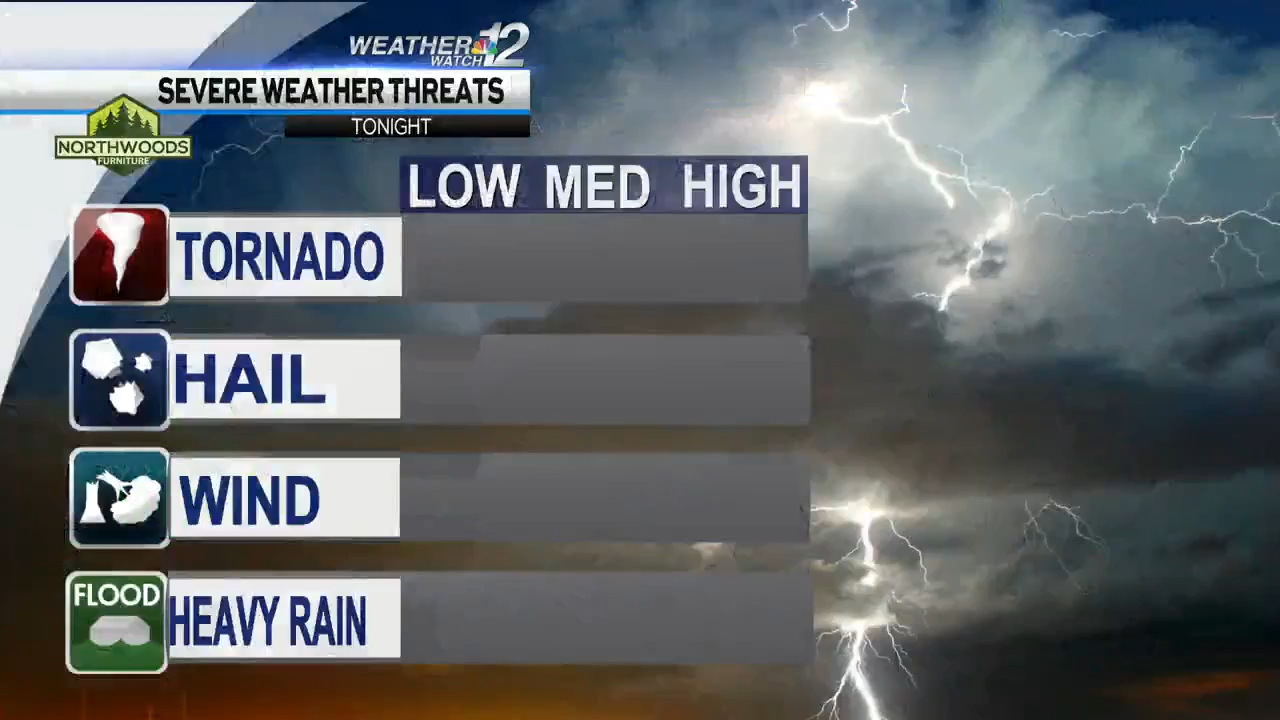 WEATHER 12
WATCH
SEVERE WEATHER THREATS
TONIGHT
NORTHWOODS
FURNITURE
LOW MED HIGH
TORNADO
HAIL
WIND
FLOOD
HEAVY RAIN